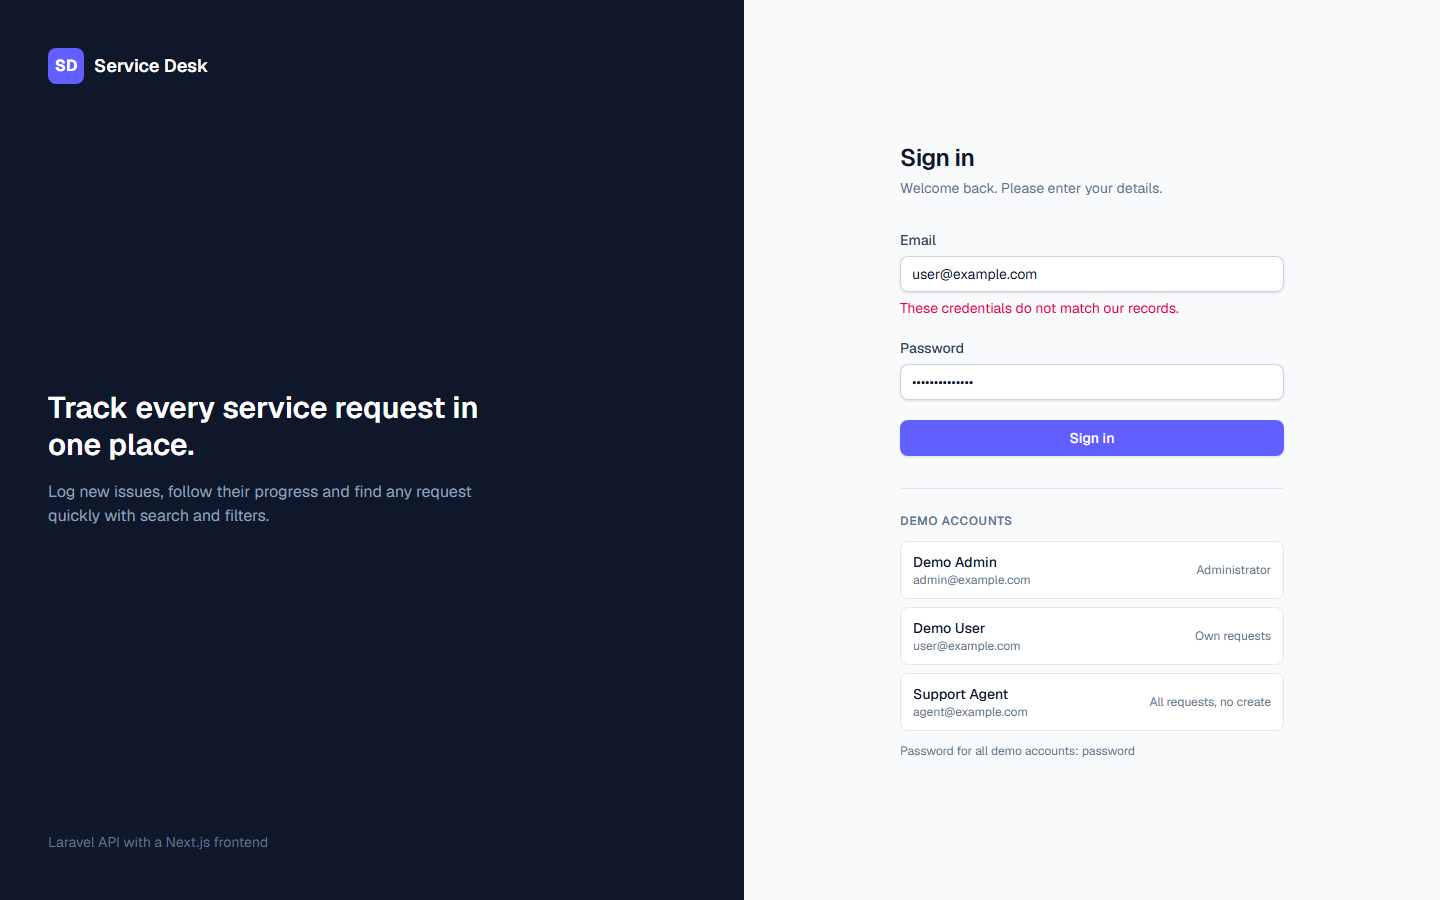 SD Service Desk
Track every service request in
one place.
Log new issues, follow their progress and find any request
quickly with search and filters.
Laravel API with a Next.js frontend
Sign in
Welcome back. Please enter your details.
Email
user@example.com
These credentials do not match our records.
Password
••••••••••••••
Sign in
DEMO ACCOUNTS
Demo Admin
admin@example.com
Administrator
Demo User
user@example.com
Own requests
Support Agent
agent@example.com
All requests, no create
Password for all demo accounts: password